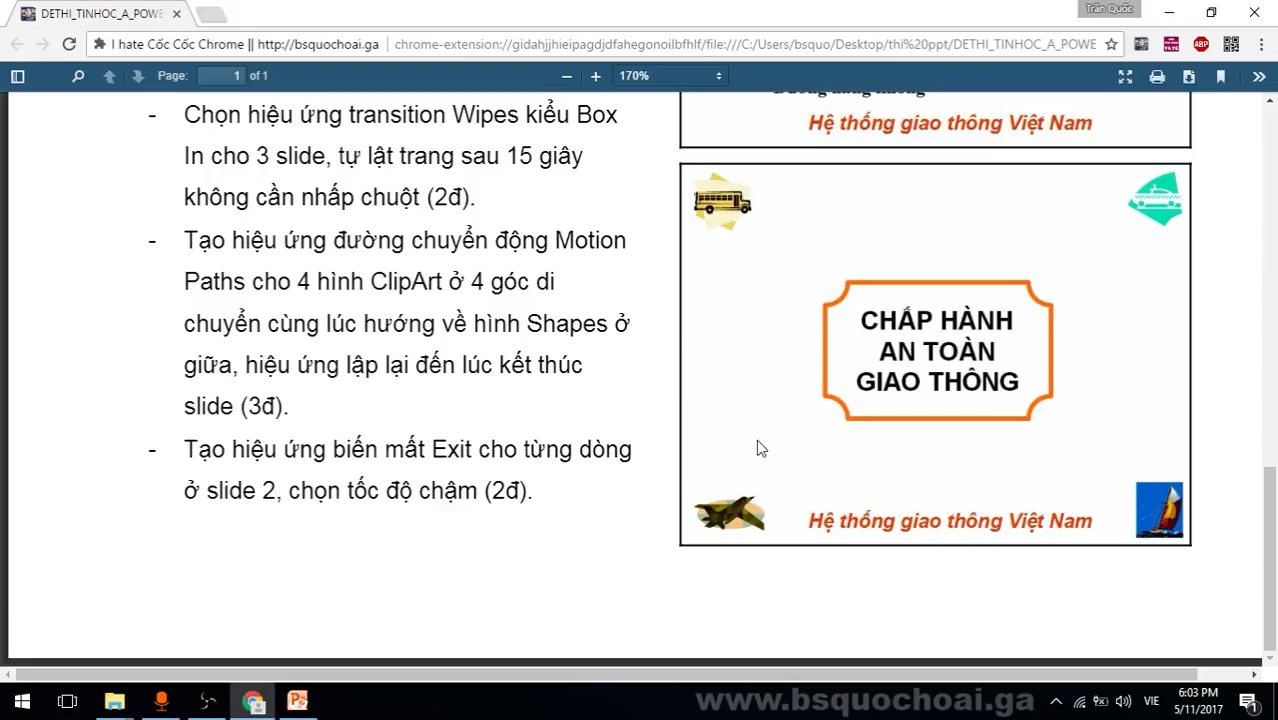 DETHI_TINHOC_A_POWE
Trần Quốc
I hate Cốc Cốc Chrome || http://bsquochoai.ga
chrome-extension//gidahjjhieipagdjdfahegonoilbfhlf/file:///C:/Users/bsquo/Desktop/thi%20ppt/DETHI_TINHOC_A_POWE
ABP
Page: 1 of 1
170%
- Chọn hiệu ứng transition Wipes kiểu Box
In cho 3 slide, tự lật trang sau 15 giây
không cần nhấp chuột (2đ).
- Tạo hiệu ứng đường chuyển động Motion
Paths cho 4 hình ClipArt ở 4 góc di
chuyển cùng lúc hướng về hình Shapes ở
giữa, hiệu ứng lập lại đến lúc kết thúc
slide (3đ).
- Tạo hiệu ứng biến mất Exit cho từng dòng
ở slide 2, chọn tốc độ chậm (2đ).
Hệ thống giao thông Việt Nam
CHẤP HÀNH
AN TOÀN
GIAO THÔNG
Hệ thống giao thông Việt Nam
www.bsquochoai.ga
VIE
6:03 PM
5/11/2017
1